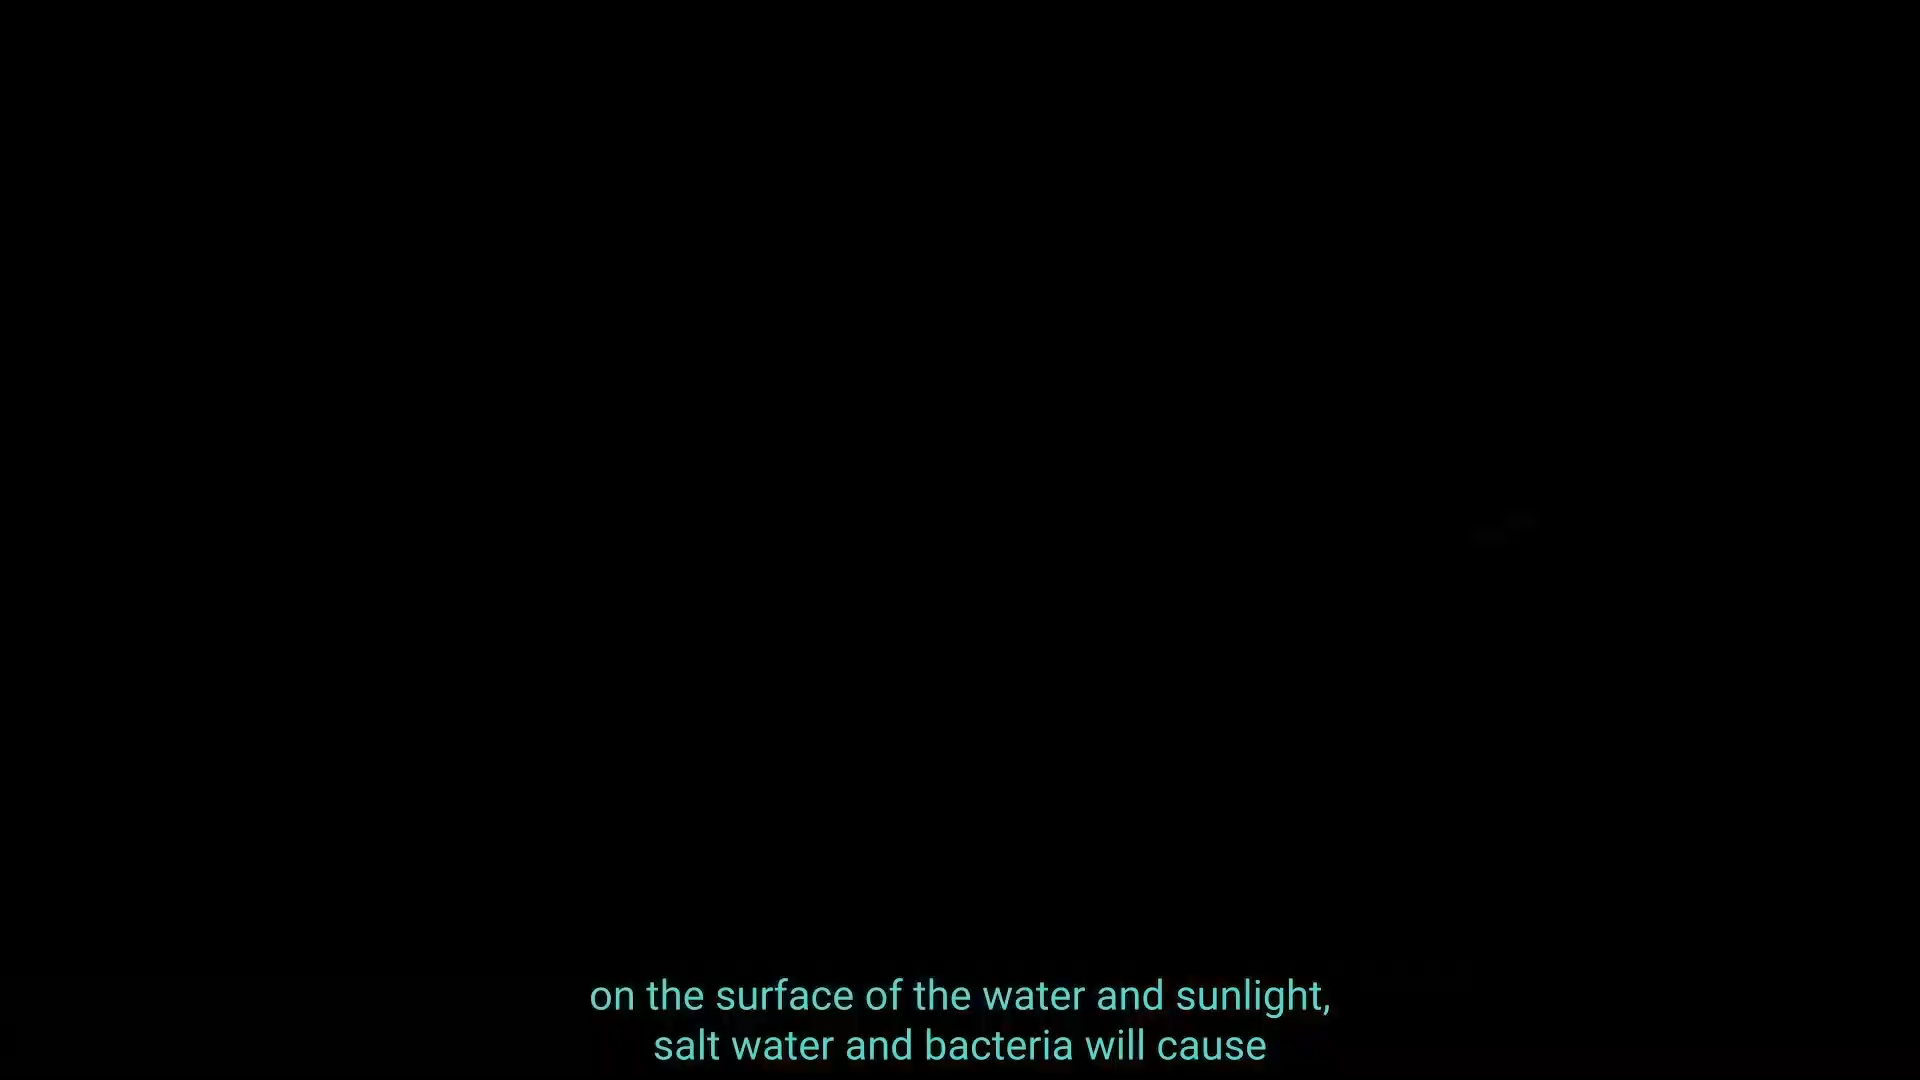 on the surface of the water and sunlight,
salt water and bacteria will cause